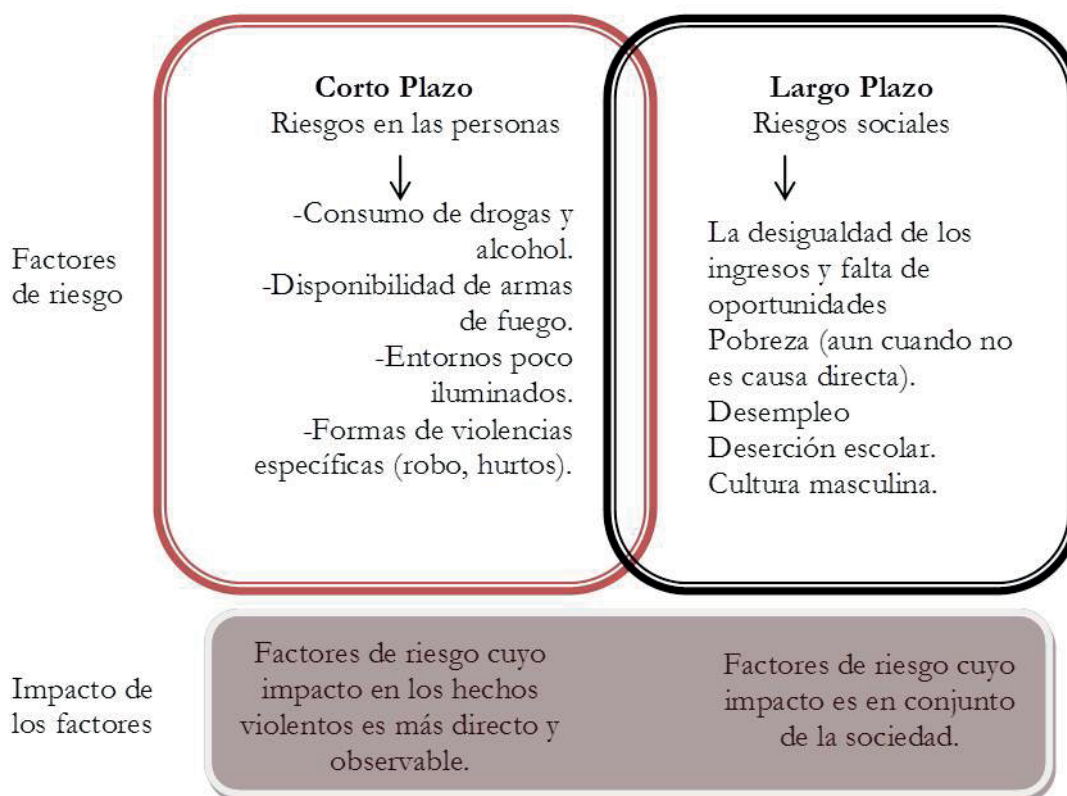 Factores
de riesgo
Corto Plazo
Riesgos en las personas
-Consumo de drogas y
alcohol.
-Disponibilidad de armas
de fuego.
-Entornos poco
iluminados.
-Formas de violencias
específicas (robo, hurtos).
Largo Plazo
Riesgos sociales
La desigualdad de los
ingresos y falta de
oportunidades
Pobreza (aun cuando no
es causa directa).
Desempleo
Deserción escolar.
Cultura masculina.
Impacto de
los factores
Factores de riesgo cuyo
impacto en los hechos
violentos es más directo y
observable.
Factores de riesgo cuyo
impacto es en conjunto
de la sociedad.